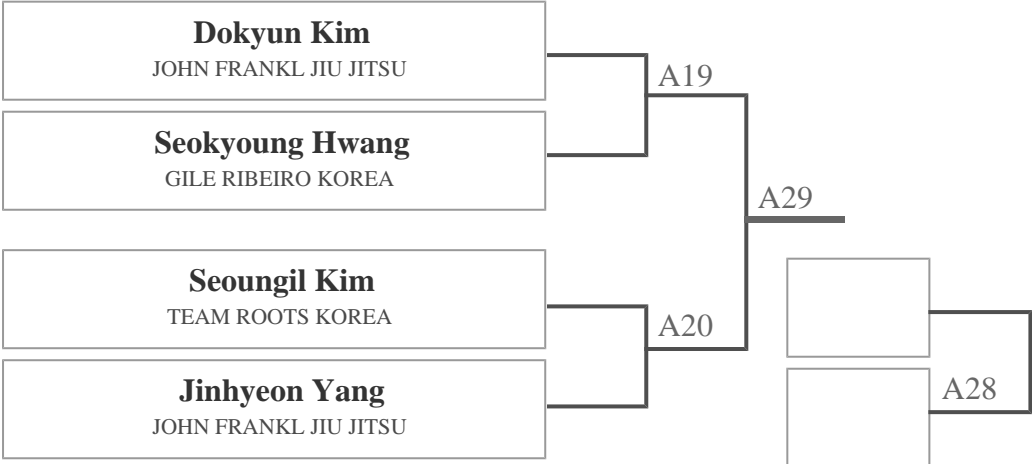 Dokyun Kim
JOHN FRANKL JIU JITSU
A19
Seokyoung Hwang
GILE RIBEIRO KOREA
A29
Seoungil Kim
TEAM ROOTS KOREA
A20
Jinhyeon Yang
JOHN FRANKL JIU JITSU
A28